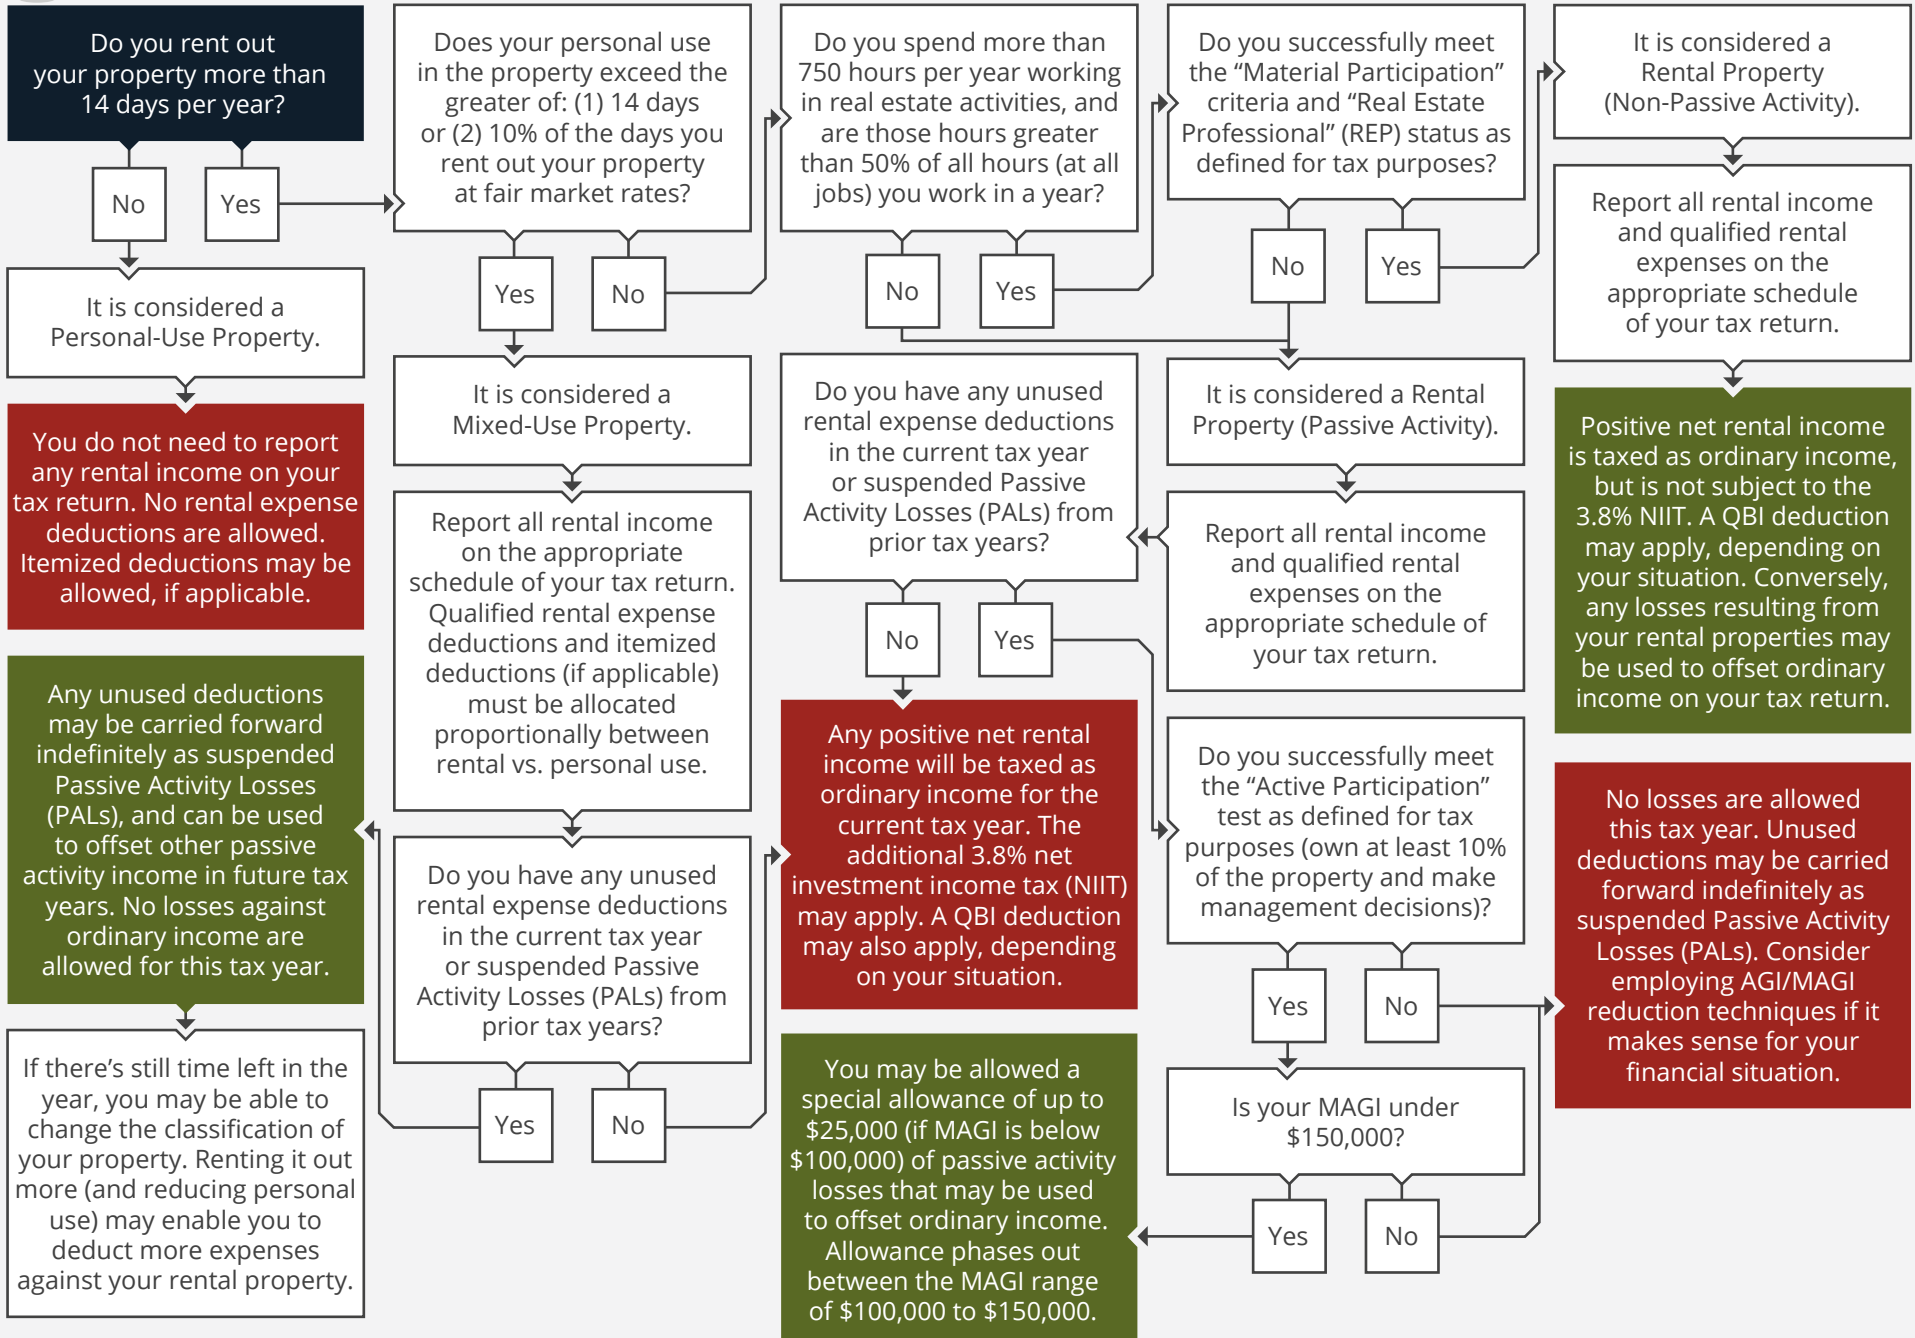 Do you rent out
your property more than
14 days per year?
No
Yes
It is considered a
Personal-Use Property.
You do not need to report
any rental income on your
tax return. No rental expense
deductions are allowed.
Itemized deductions may be
allowed, if applicable.
Does your personal use
in the property exceed the
greater of: (1) 14 days
or (2) 10% of the days you
rent out your property
at fair market rates?
Yes
No
It is considered a
Mixed-Use Property.
Report all rental income
on the appropriate
schedule of your tax return.
Qualified rental expense
deductions and itemized
deductions (if applicable)
must be allocated
proportionally between
rental vs. personal use.
Do you have any unused
rental expense deductions
in the current tax year
or suspended Passive
Activity Losses (PALs) from
prior tax years?
Yes
No
Any unused deductions
may be carried forward
indefinitely as suspended
Passive Activity Losses
(PALs), and can be used
to offset other passive
activity income in future tax
years. No losses against
ordinary income are
allowed for this tax year.
If there’s still time left in the
year, you may be able to
change the classification of
your property. Renting it out
more (and reducing personal
use) may enable you to
deduct more expenses
against your rental property.
Do you spend more than
750 hours per year working
in real estate activities, and
are those hours greater
than 50% of all hours (at all
jobs) you work in a year?
No
Yes
Do you successfully meet
the “Material Participation”
criteria and “Real Estate
Professional” (REP) status as
defined for tax purposes?
No
Yes
It is considered a
Rental Property
(Non-Passive Activity).
Report all rental income
and qualified rental
expenses on the
appropriate schedule
of your tax return.
Positive net rental income
is taxed as ordinary income,
but is not subject to the
3.8% NIIT. A QBI deduction
may apply, depending on
your situation. Conversely,
any losses resulting from
your rental properties may
be used to offset ordinary
income on your tax return.
It is considered a Rental
Property (Passive Activity).
Report all rental income
and qualified rental
expenses on the
appropriate schedule of
your tax return.
Do you have any unused
rental expense deductions
in the current tax year
or suspended Passive
Activity Losses (PALs) from
prior tax years?
No
Yes
Any positive net rental
income will be taxed as
ordinary income for the
current tax year. The
additional 3.8% net
investment income tax (NIIT)
may apply. A QBI deduction
may also apply, depending
on your situation.
Do you successfully meet
the “Active Participation”
test as defined for tax
purposes (own at least 10%
of the property and make
management decisions)?
Yes
No
Is your MAGI under
$150,000?
Yes
No
You may be allowed a
special allowance of up to
$25,000 (if MAGI is below
$100,000) of passive activity
losses that may be used
to offset ordinary income.
Allowance phases out
between the MAGI range
of $100,000 to $150,000.
No losses are allowed
this tax year. Unused
deductions may be carried
forward indefinitely as
suspended Passive Activity
Losses (PALs). Consider
employing AGI/MAGI
reduction techniques if it
makes sense for your
financial situation.